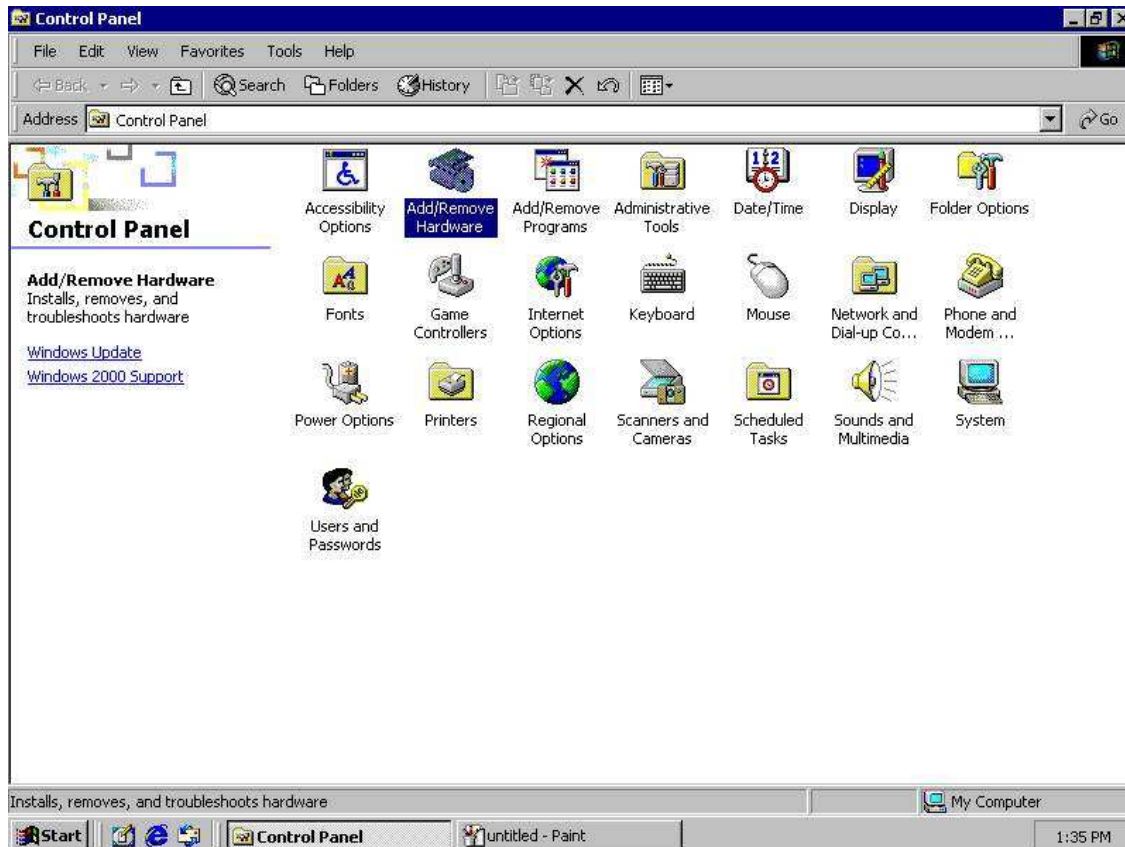 Control Panel
File Edit View Favorites Tools Help
Back Search Folders History
Address Control Panel Go
Control Panel
Add/Remove Hardware
Installs, removes, and
troubleshoots hardware
Windows Update
Windows 2000 Support
Accessibility
Options
Add/Remove
Hardware
Add/Remove
Programs
Administrative
Tools
Date/Time
Display
Folder Options
Fonts
Game
Controllers
Internet
Options
Keyboard
Mouse
Network and
Dial-up Co...
Phone and
Modem ...
Power Options
Printers
Regional
Options
Scanners and
Cameras
Scheduled
Tasks
Sounds and
Multimedia
System
Users and
Passwords
Installs, removes, and troubleshoots hardware My Computer
Start Control Panel untitled - Paint 1:35 PM